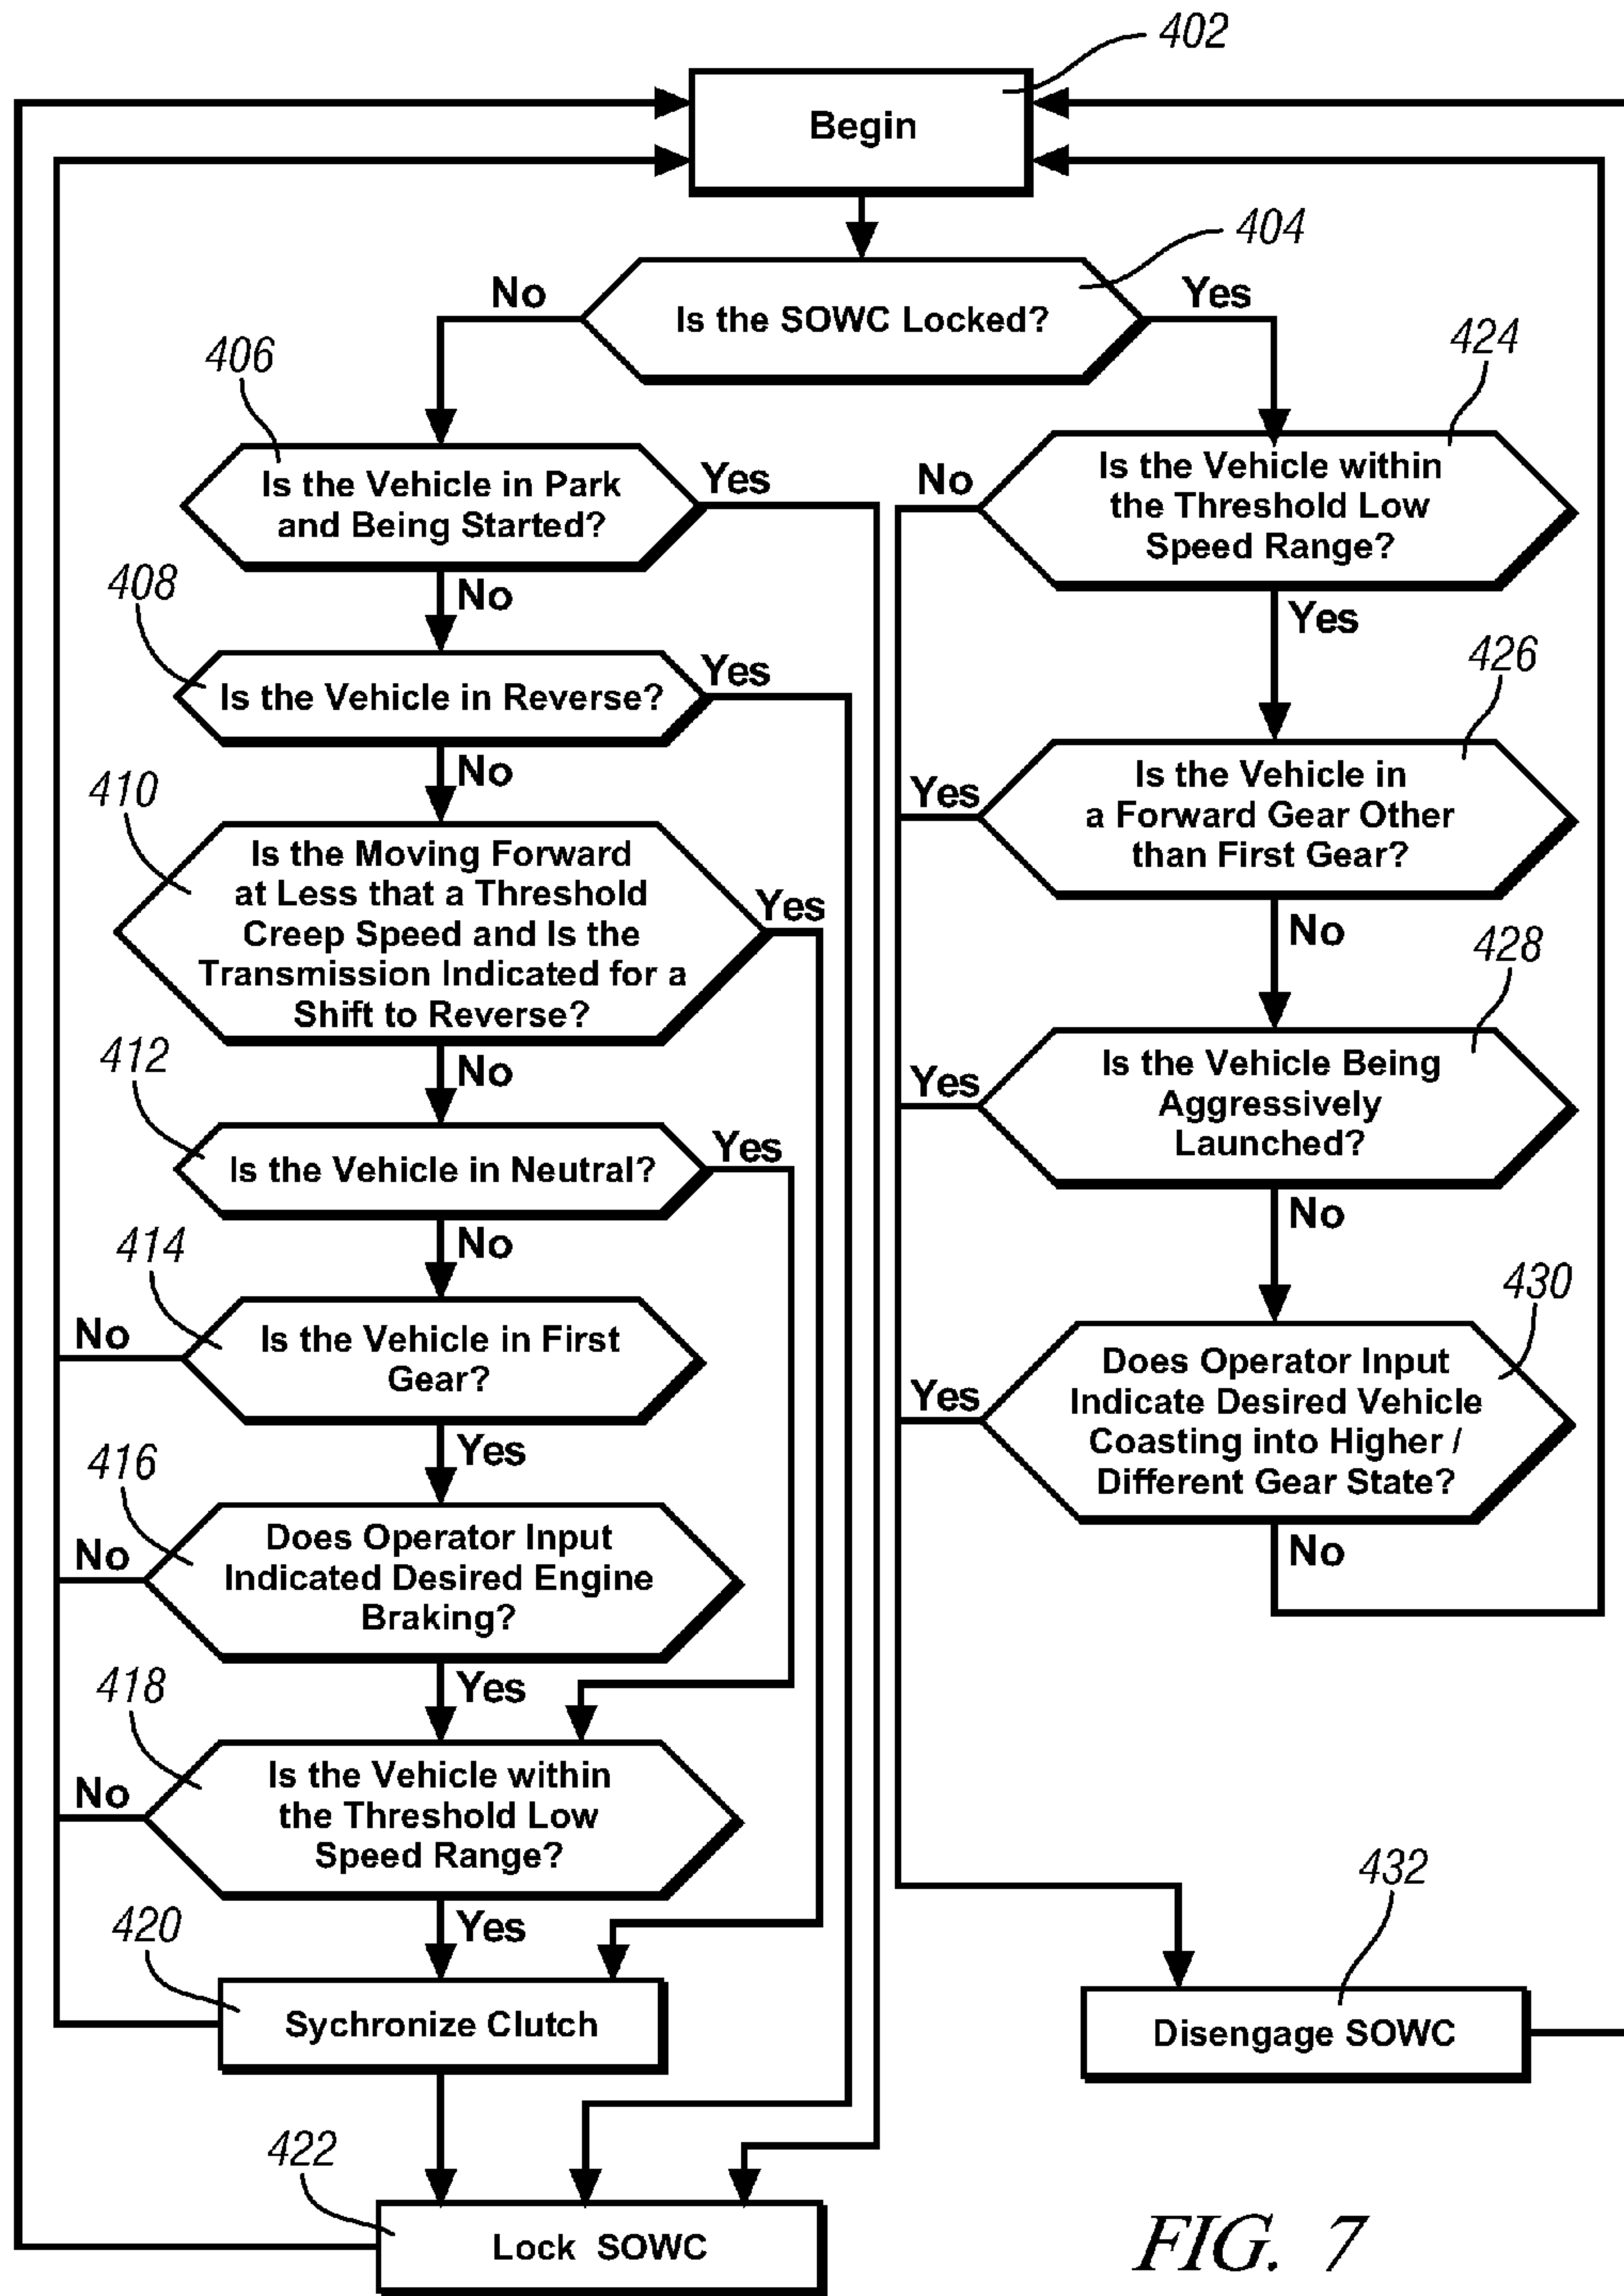 402
Begin
404
No
Is the SOWC Locked?
Yes
406
Is the Vehicle in Park
and Being Started?
Yes
No
408
Is the Vehicle in Reverse?
Yes
No
410
Is the Moving Forward
at Less that a Threshold
Creep Speed and Is the
Transmission Indicated for a
Shift to Reverse?
Yes
No
412
Is the Vehicle in Neutral?
Yes
No
414
No
Is the Vehicle in First
Gear?
Yes
416
No
Does Operator Input
Indicated Desired Engine
Braking?
Yes
418
No
Is the Vehicle within
the Threshold Low
Speed Range?
Yes
420
Sychronize Clutch
422
Lock SOWC
424
No
Is the Vehicle within
the Threshold Low
Speed Range?
Yes
426
Yes
Is the Vehicle in
a Forward Gear Other
than First Gear?
No
428
Yes
Is the Vehicle Being
Aggressively
Launched?
No
430
Yes
Does Operator Input
Indicate Desired Vehicle
Coasting into Higher /
Different Gear State?
No
432
Disengage SOWC
FIG. 7